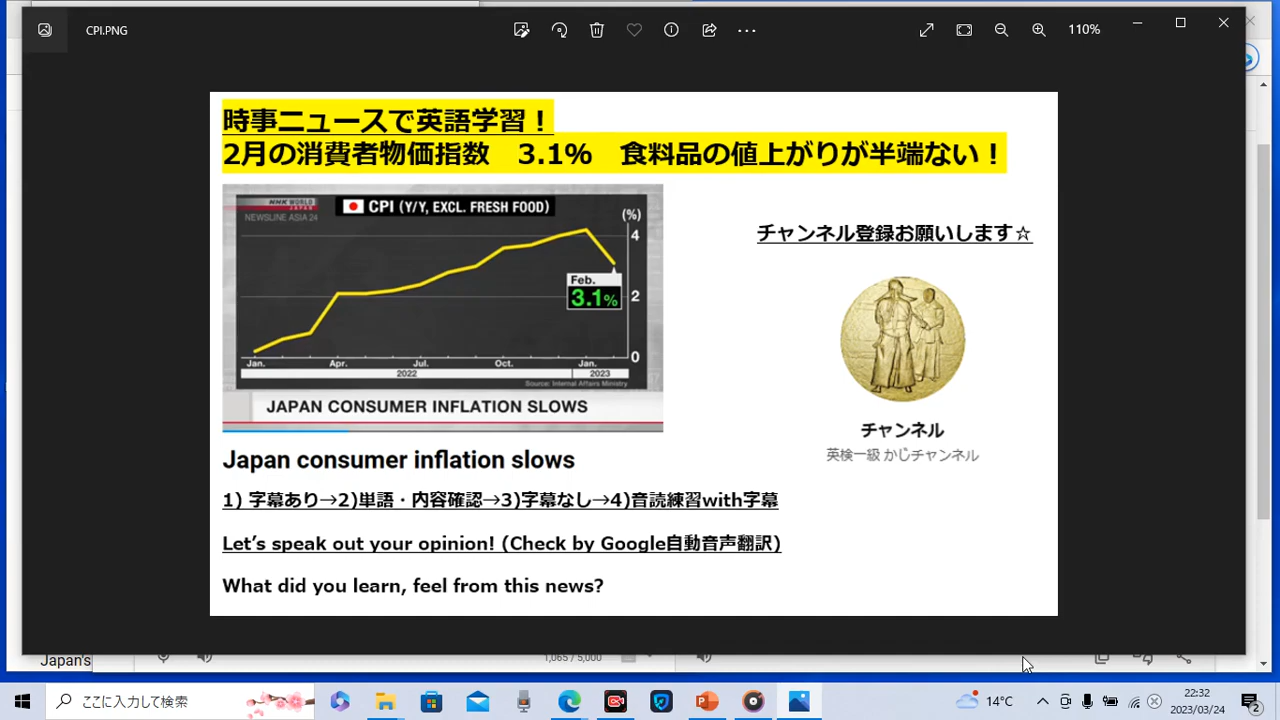 CPI.PNG
110%
時事ニュースで英語学習！
2月の消費者物価指数　3.1%　食料品の値上がりが半端ない！
NHK WORLD
JAPAN
NEWSLINE ASIA 24
CPI (Y/Y, EXCL. FRESH FOOD)
(%)
4
2
0
Feb.
3.1%
Jan.
Apr.
Jul.
Oct.
Jan.
2022
2023
Source: Internal Affairs Ministry
JAPAN CONSUMER INFLATION SLOWS
チャンネル登録お願いします☆
チャンネル
英検一級 かじチャンネル
Japan consumer inflation slows
1) 字幕あり→2)単語・内容確認→3)字幕なし→4)音読練習with字幕
Let's speak out your opinion! (Check by Google自動音声翻訳)
What did you learn, feel from this news?
Japan's
1,065 / 5,000
ここに入力して検索
14°C
22:32
2023/03/24
2